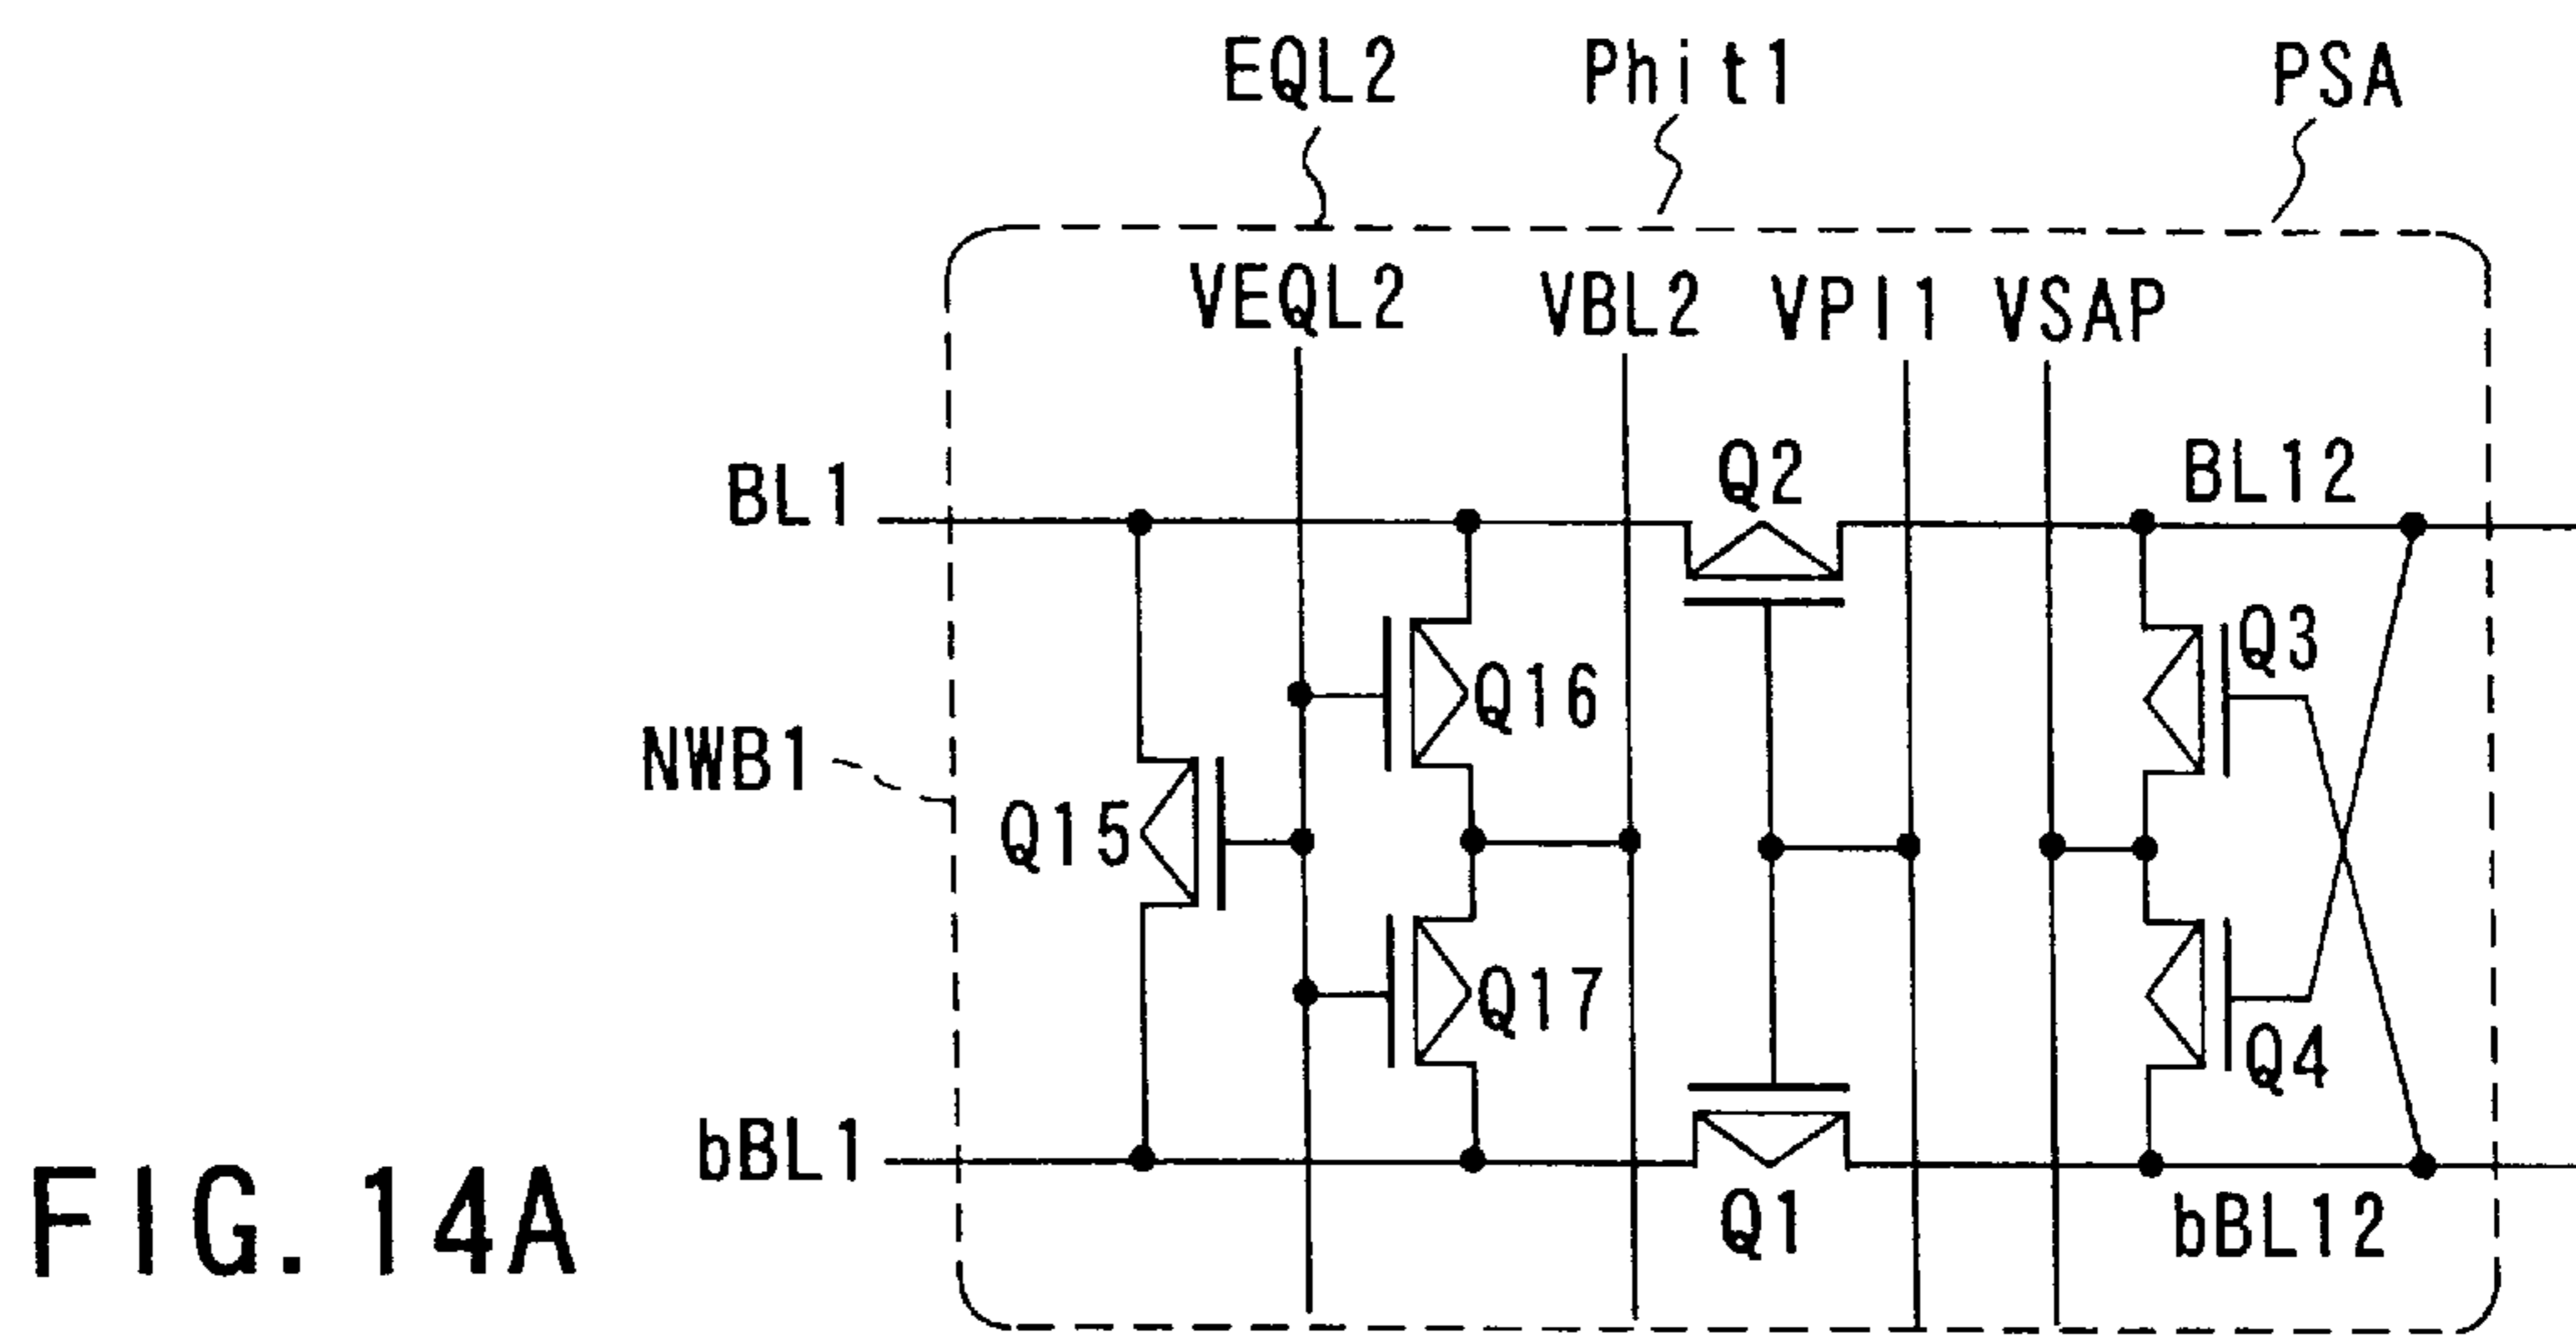 EQL2 Phit1 PSA
VEQL2 VBL2 VPI1 VSAP
BL1 Q2 BL12
Q3
Q16
NWB1
Q15
Q17
Q4
bBL1 Q1 bBL12
FIG. 14A